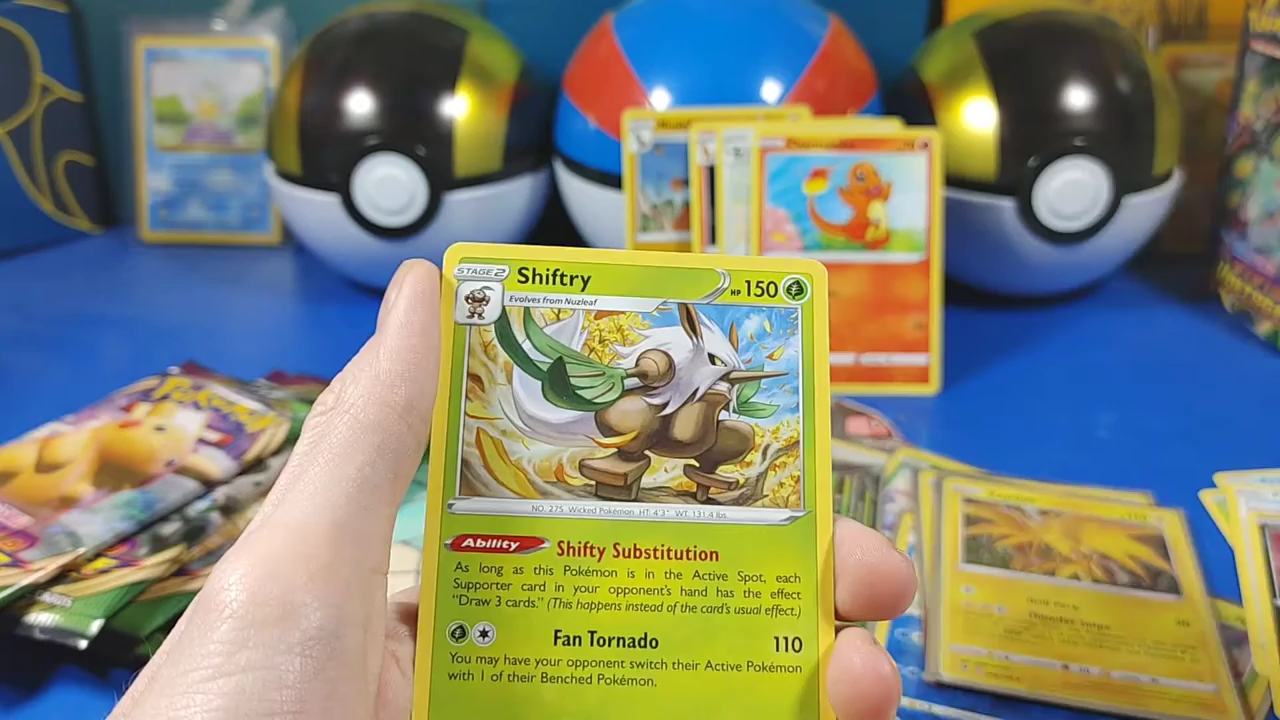 STAGE 2 Shiftry HP 150
Evolves from Nuzleaf
NO. 275 Wicked Pokémon HT: 4'3" WT: 131.4 lbs.
Ability Shifty Substitution
As long as this Pokémon is in the Active Spot, each
Supporter card in your opponent's hand has the effect
"Draw 3 cards." (This happens instead of the card's usual effect.)
Fan Tornado 110
You may have your opponent switch their Active Pokémon
with 1 of their Benched Pokémon.
Pokémon